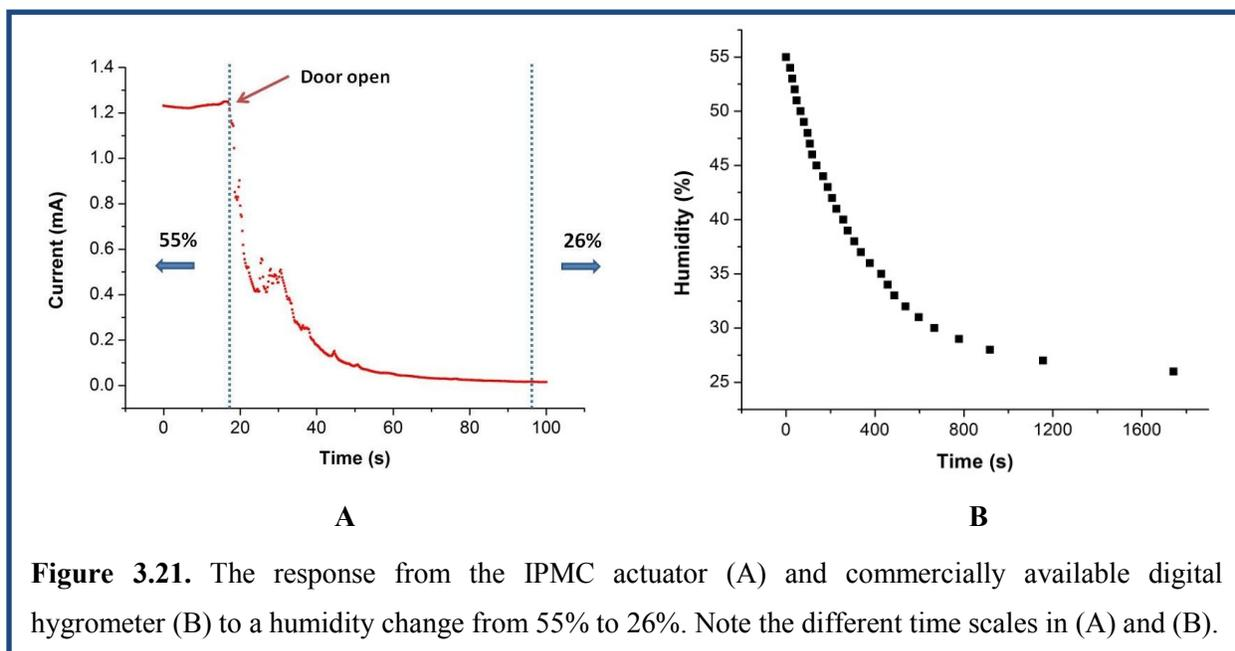 1.4
1.2
1.0
0.8
0.6
0.4
0.2
0.0
Current (mA)
Door open
55%
26%
0 20 40 60 80 100
Time (s)
A
55
50
45
40
35
30
25
Humidity (%)
0 400 800 1200 1600
Time (s)
B
Figure 3.21. The response from the IPMC actuator (A) and commercially available digital
hygrometer (B) to a humidity change from 55% to 26%. Note the different time scales in (A) and (B).